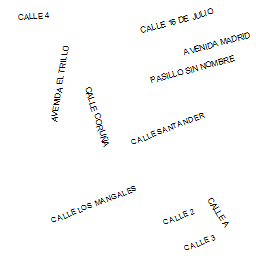 CALLE 4
CALLE 16 DE JULIO
AVENIDA MADRID
PASILLO SIN NOMBRE
AVENIDA EL TRILLO
CALLE CORUÑA
CALLE SANTANDER
CALLE LOS MANGALES
CALLE 2
CALLE A
CALLE 3